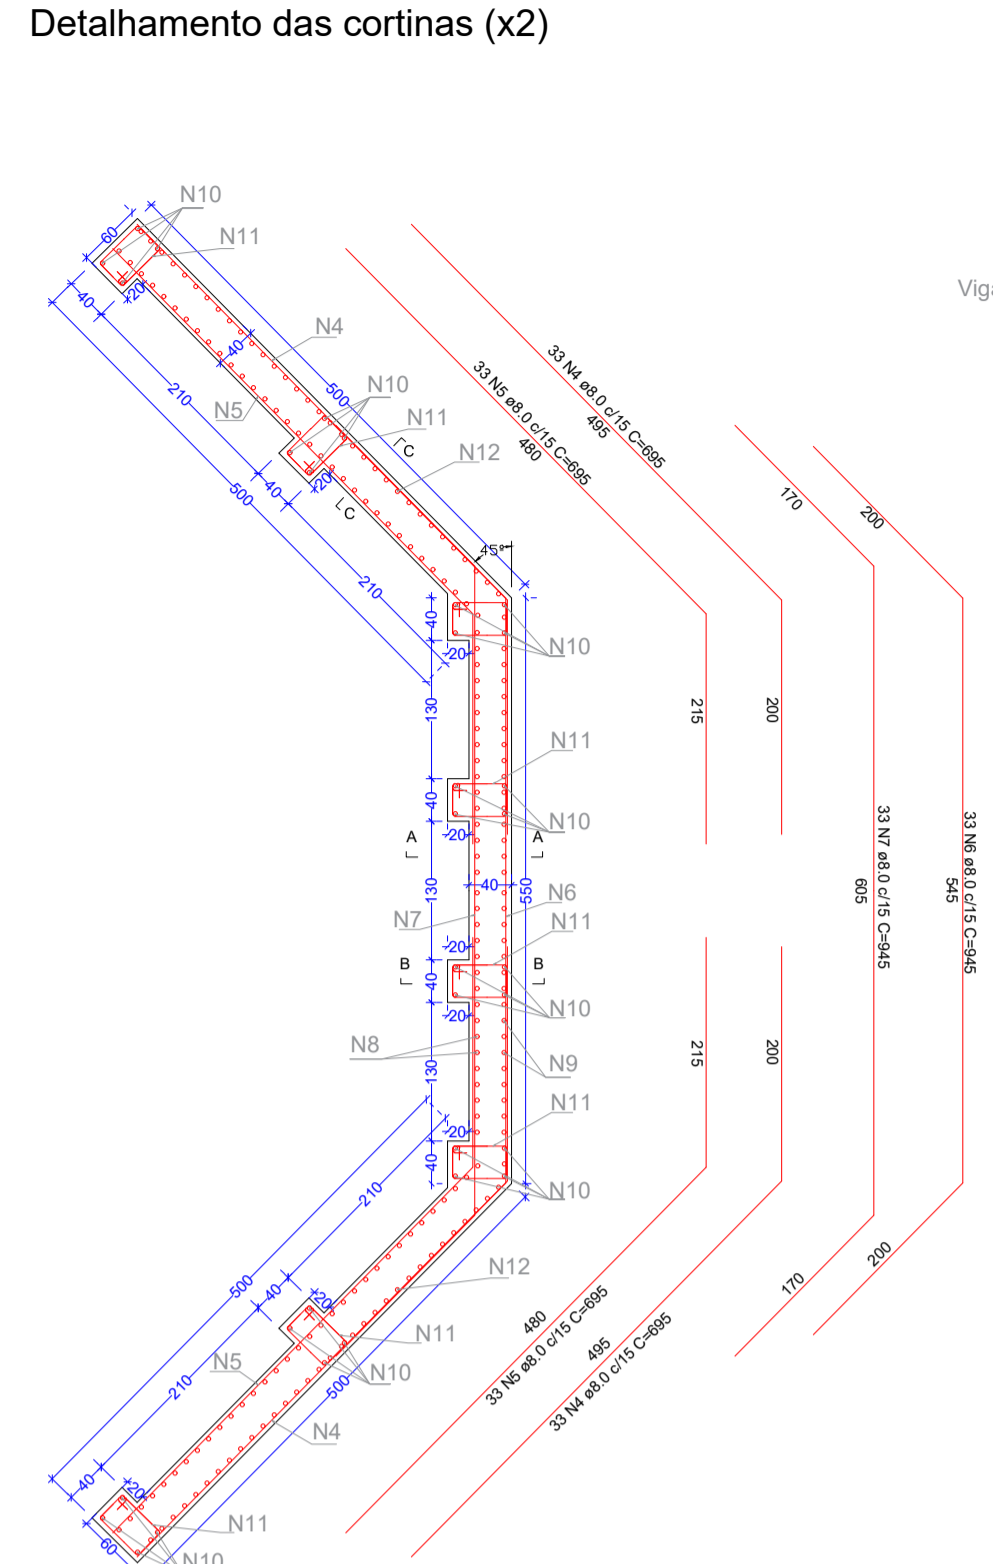 Detalhamento das cortinas (x2)
N10
60
N11
Viga
20
40
N4
40
33 N4 ø8.0 c/15 C=695
495
33 N5 ø8.0 c/15 C=695
480
210
500
N10
N5
N11
C
N12
170
200
20
40
500
C
45°
210
40
N10
20
130
215
200
N11
40
N10
20
A
A
33 N7 ø8.0 c/15 C=945
605
33 N6 ø8.0 c/15 C=945
545
130
40
550
N6
N7
N11
20
B
B
40
N10
20
N8
N9
215
200
130
N11
20
40
N10
210
200
170
N12
500
40
20
N11
480
33 N5 ø8.0 c/15 C=695
495
33 N4 ø8.0 c/15 C=695
N5
N10
210
500
N4
40
20
N11
60
N10